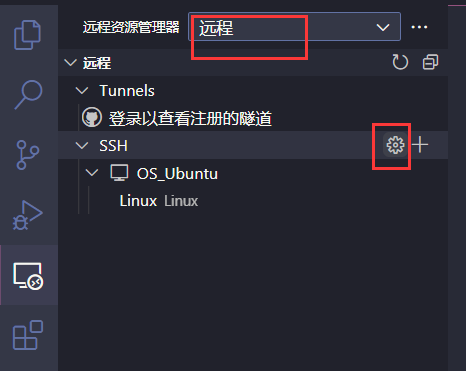 远程资源管理器 远程
远程
Tunnels
登录以查看注册的隧道
SSH
OS_Ubuntu
Linux Linux